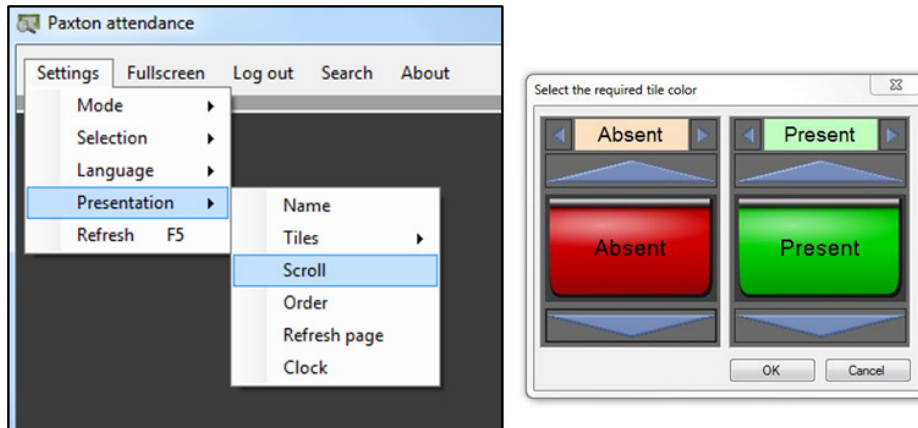 Paxton attendance
Settings Fullscreen Log out Search About
Mode
Selection
Language
Presentation
Refresh F5
Name
Tiles
Scroll
Order
Refresh page
Clock
Select the required tile color
Absent Present
Absent Present
OK Cancel